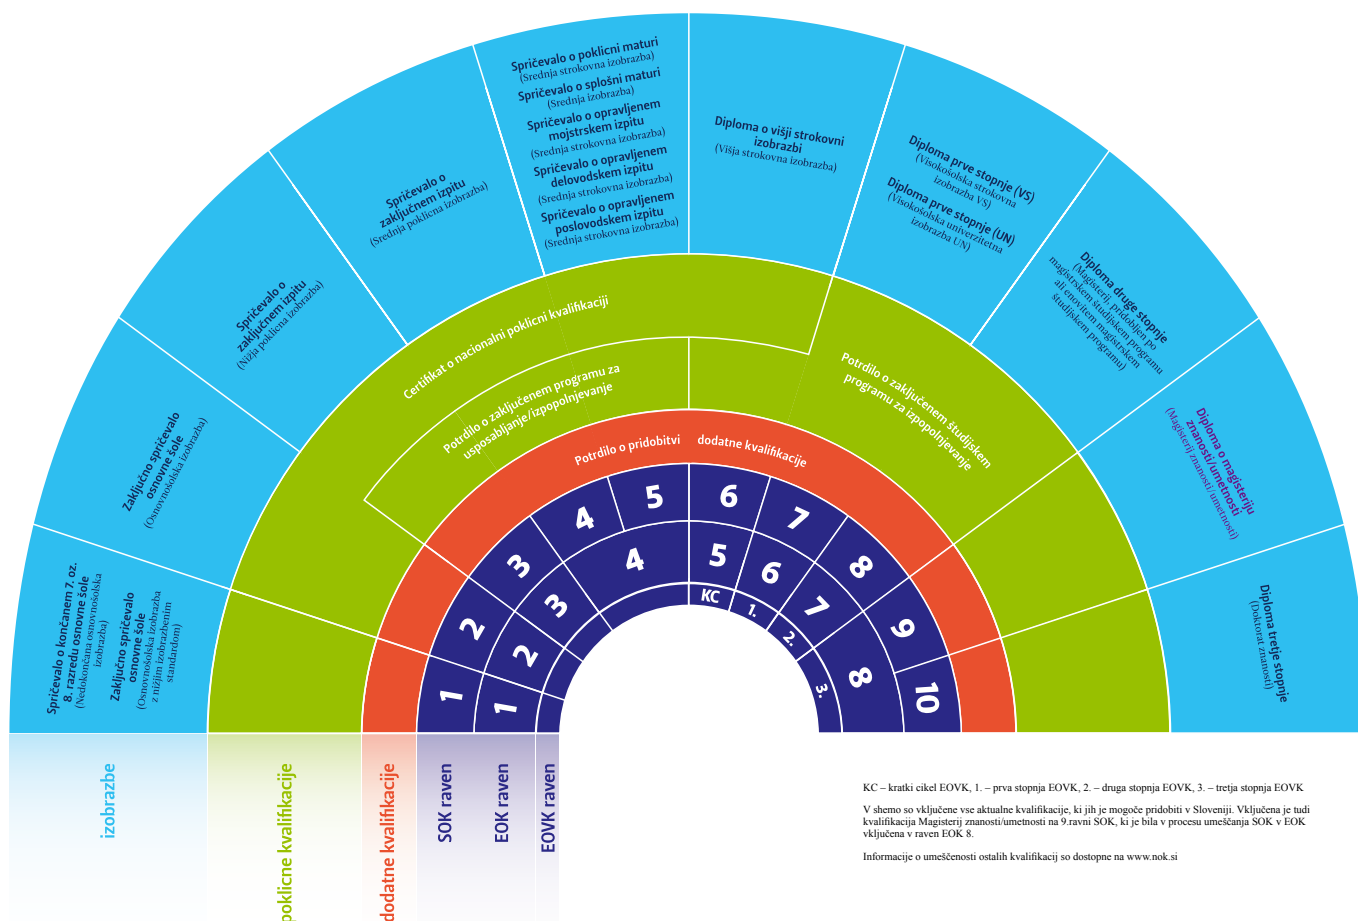 Spričevalo o končanem 7. oz.
8. razredu osnovne šole
(Nedokončana osnovnošolska
izobrazba)
Zaključno spričevalo
osnovne šole
(Osnovnošolska izobrazba
z nižjim izobrazbenim
standardom)
Zaključno spričevalo
osnovne šole
(Osnovnošolska izobrazba)
Spričevalo o
zaključnem izpitu
(Nižja poklicna izobrazba)
Spričevalo o
zaključnem izpitu
(Srednja poklicna izobrazba)
Spričevalo o poklicni maturi
(Srednja strokovna izobrazba)
Spričevalo o splošni maturi
(Srednja izobrazba)
Spričevalo o opravljenem
mojstrskem izpitu
(Srednja strokovna izobrazba)
Spričevalo o opravljenem
delovodskem izpitu
(Srednja strokovna izobrazba)
Spričevalo o opravljenem
poslovodskem izpitu
(Srednja strokovna izobrazba)
Diploma o višji strokovni
izobrazbi
(Višja strokovna izobrazba)
Diploma prve stopnje (VS)
(Visokošolska strokovna
izobrazba VS)
Diploma prve stopnje (UN)
(Visokošolska univerzitetna
izobrazba UN)
Diploma druge stopnje
(Magisterij, pridobljen po
magistrskem študijskem programu
ali enovitem magistrskem
študijskem programu)
Diploma o magisteriju
znanosti/umetnosti
(Magisterij znanosti/umetnosti)
Diploma tretje stopnje
(Doktorat znanosti)
Certifikat o nacionalni poklicni kvalifikaciji
Potrdilo o zaključenem programu za
usposabljanje/izpopolnjevanje
Potrdilo o zaključenem študijskem
programu za izpopolnjevanje
Potrdilo o pridobitvi dodatne kvalifikacije
1
2
3
4
5
6
7
8
9
10
1
2
3
4
5
6
7
8
KC
1.
2.
3.
izobrazbe
poklicne kvalifikacije
dodatne kvalifikacije
SOK raven
EOK raven
EOVK raven
KC – kratki cikel EOVK, 1. – prva stopnja EOVK, 2. – druga stopnja EOVK, 3. – tretja stopnja EOVK
V shemo so vključene vse aktualne kvalifikacije, ki jih je mogoče pridobiti v Sloveniji. Vključena je tudi
kvalifikacija Magisterij znanosti/umetnosti na 9.ravni SOK, ki je bila v procesu umeščanja SOK v EOK
vključena v raven EOK 8.
Informacije o umeščenosti ostalih kvalifikacij so dostopne na www.nok.si